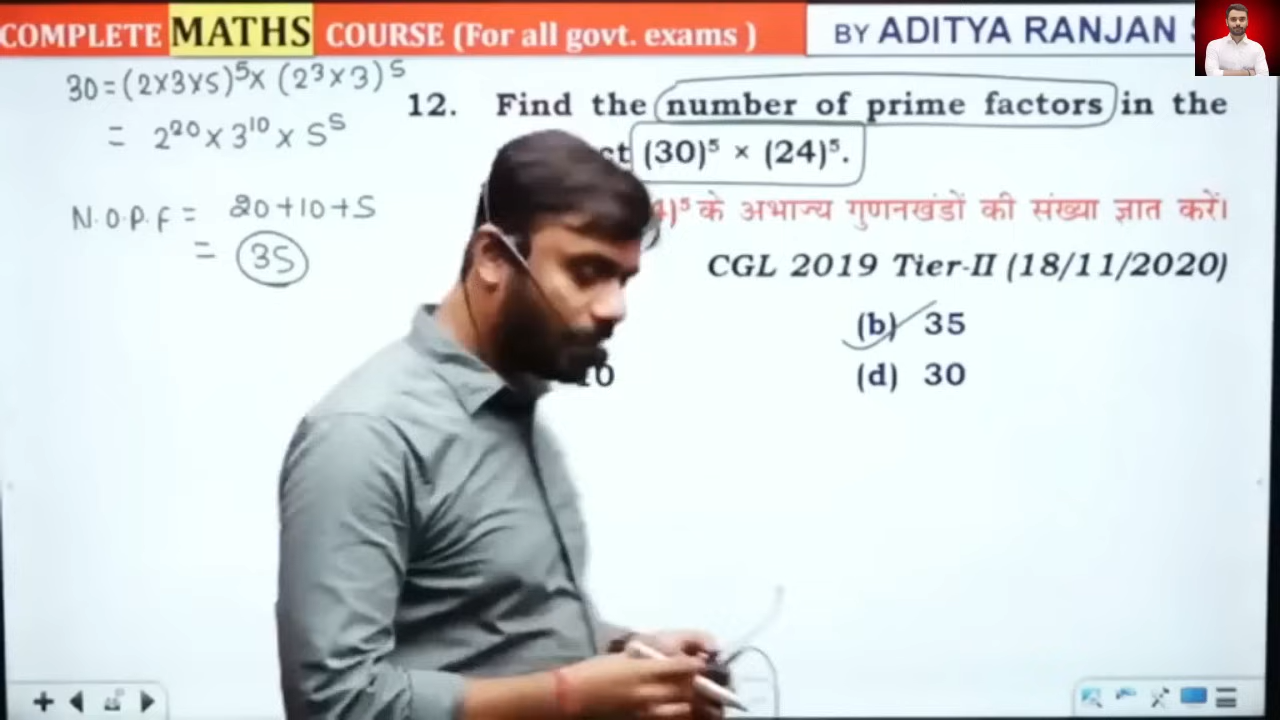 COMPLETE MATHS COURSE (For all govt. exams )
BY ADITYA RANJAN
30 = (2×3×5)⁵ × (2³×3)⁵
= 2²⁰ × 3¹⁰ × 5⁵
N.O.P.F = 20+10+5
= 35
12. Find the number of prime factors in the
(30)⁵ × (24)⁵.
के अभाज्य गुणनखंडों की संख्या ज्ञात करें।
CGL 2019 Tier-II (18/11/2020)
(b) 35
(d) 30